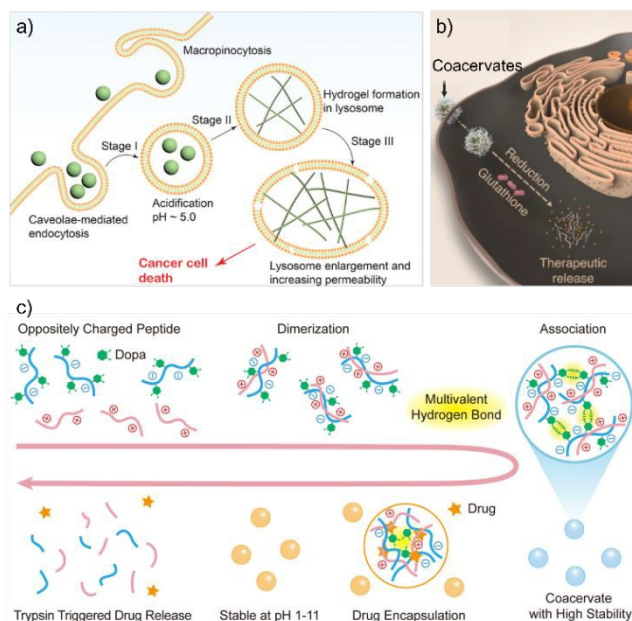 a)
Macropinocytosis
Hydrogel formation
in lysosome
Stage II
Stage I
Stage III
Acidification
pH ~ 5.0
Caveolae-mediated
endocytosis
Cancer cell
death
Lysosome enlargement and
increasing permeability
b)
Coacervates
Reduction
Glutathione
Therapeutic
release
c)
Oppositely Charged Peptide
Dimerization
Association
Dopa
Multivalent
Hydrogen Bond
Drug
Trypsin Triggered Drug Release
Stable at pH 1-11
Drug Encapsulation
Coacervate
with High Stability